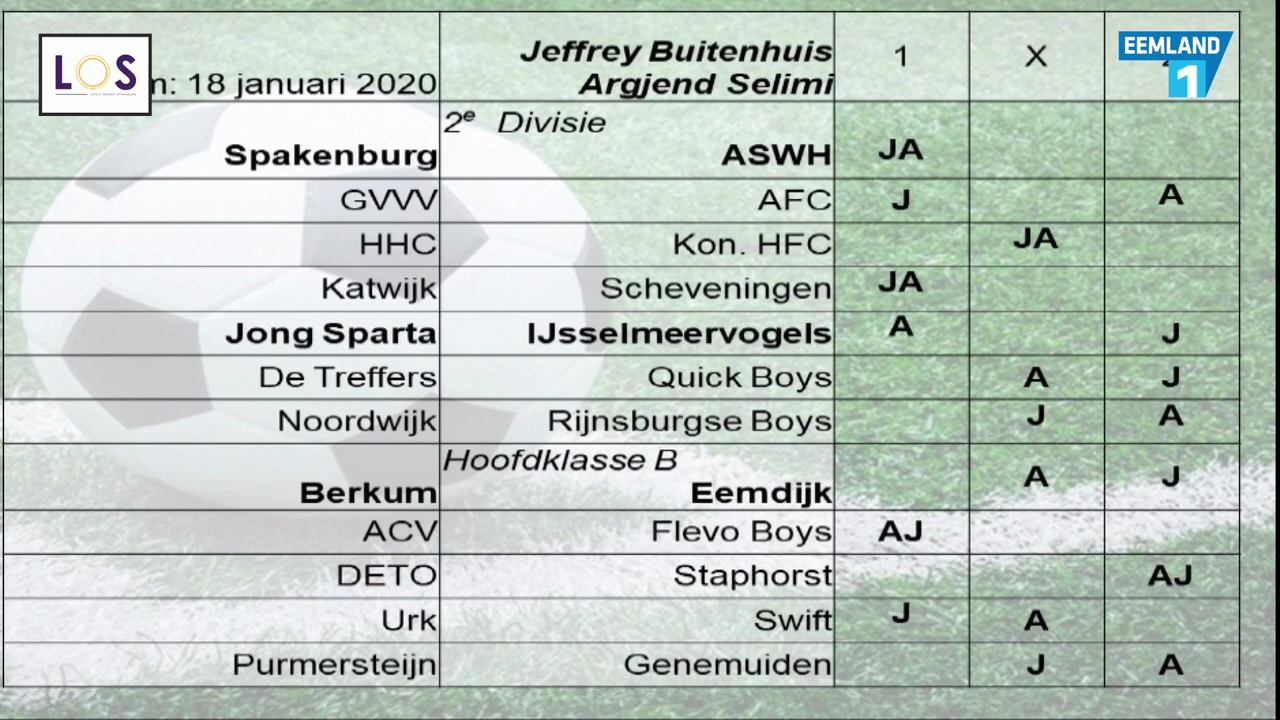 LOS
EEMLAND
1
m: 18 januari 2020 Jeffrey Buitenhuis 1 X
Argjend Selimi
2e Divisie
Spakenburg ASWH JA
GVVV AFC J A
HHC Kon. HFC JA
Katwijk Scheveningen JA
Jong Sparta IJsselmeervogels A J
De Treffers Quick Boys A J
Noordwijk Rijnsburgse Boys J A
Hoofdklasse B
Berkum Eemdijk A J
ACV Flevo Boys AJ
DETO Staphorst AJ
Urk Swift J A
Purmersteijn Genemuiden J A